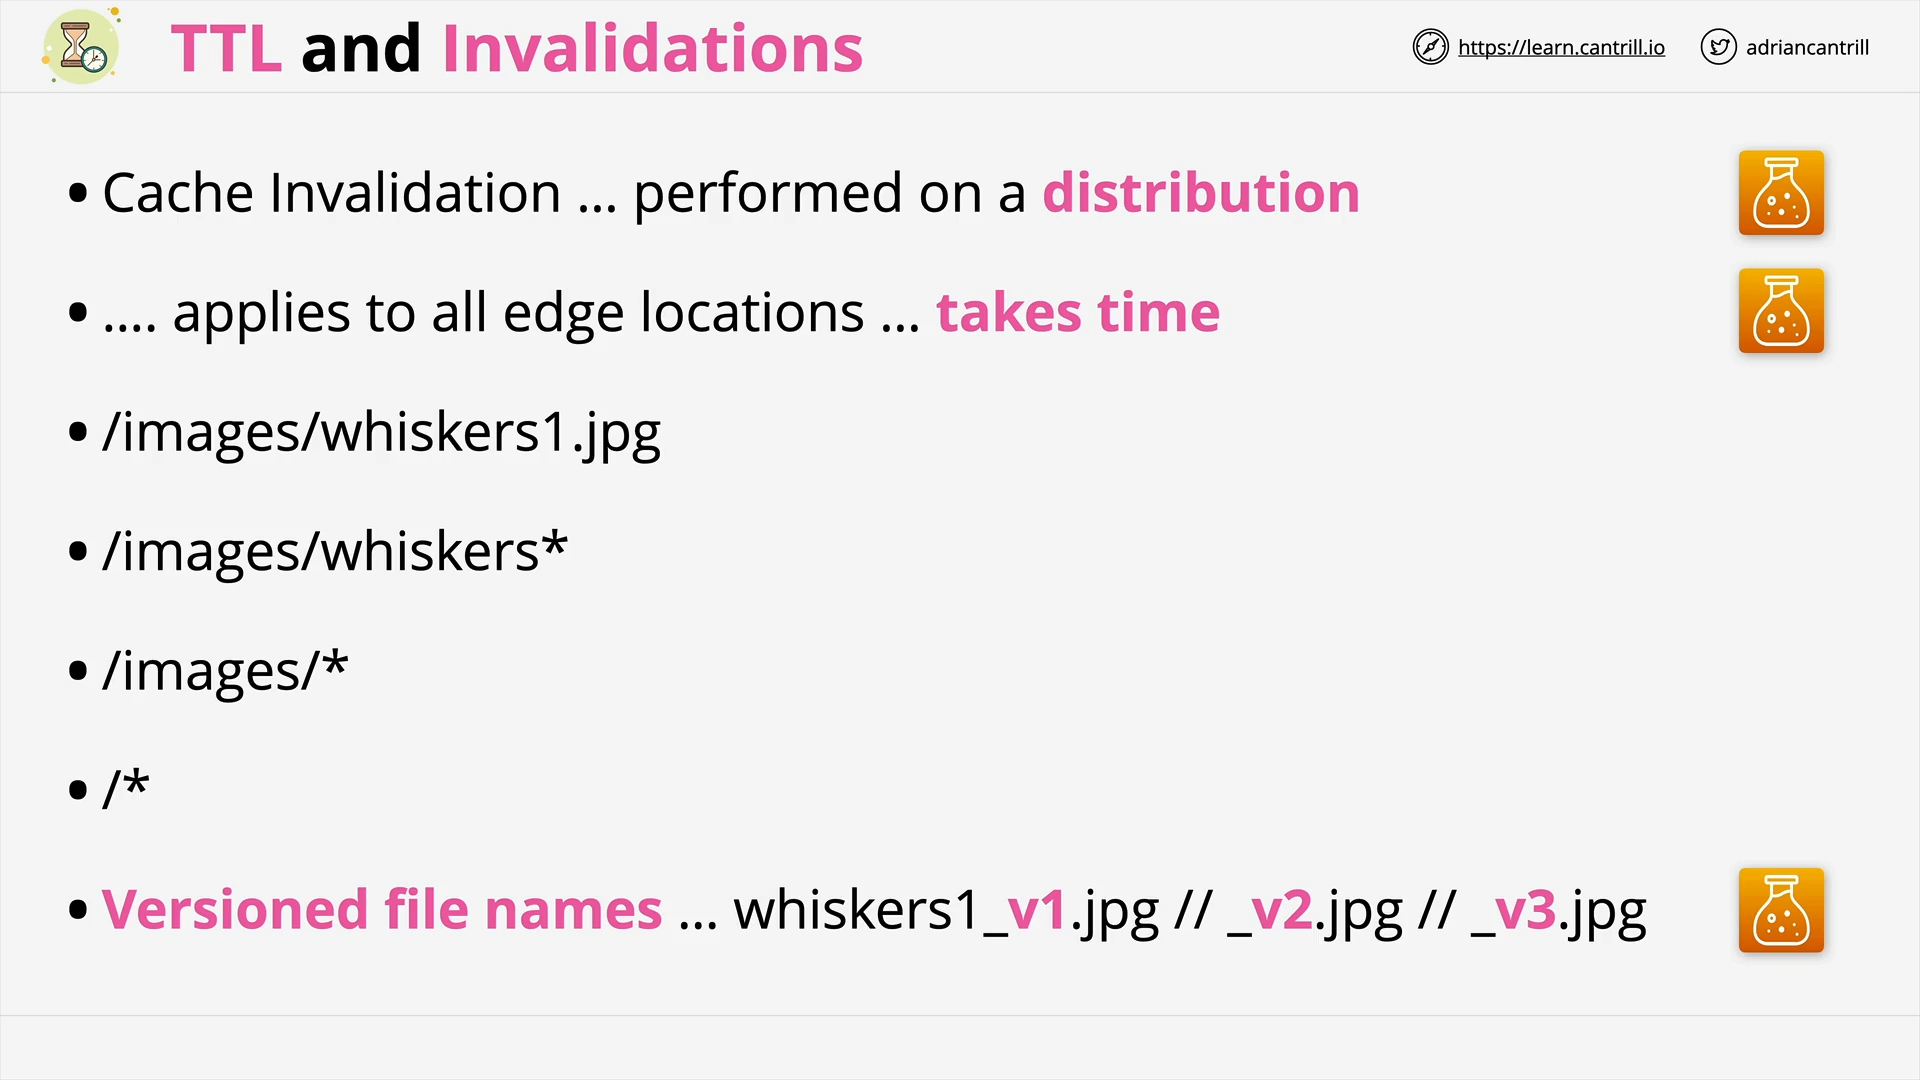 TTL and Invalidations
https://learn.cantrill.io
adriancantrill
• Cache Invalidation ... performed on a distribution
• .... applies to all edge locations ... takes time
• /images/whiskers1.jpg
• /images/whiskers*
• /images/*
• /*
• Versioned file names ... whiskers1_v1.jpg // _v2.jpg // _v3.jpg